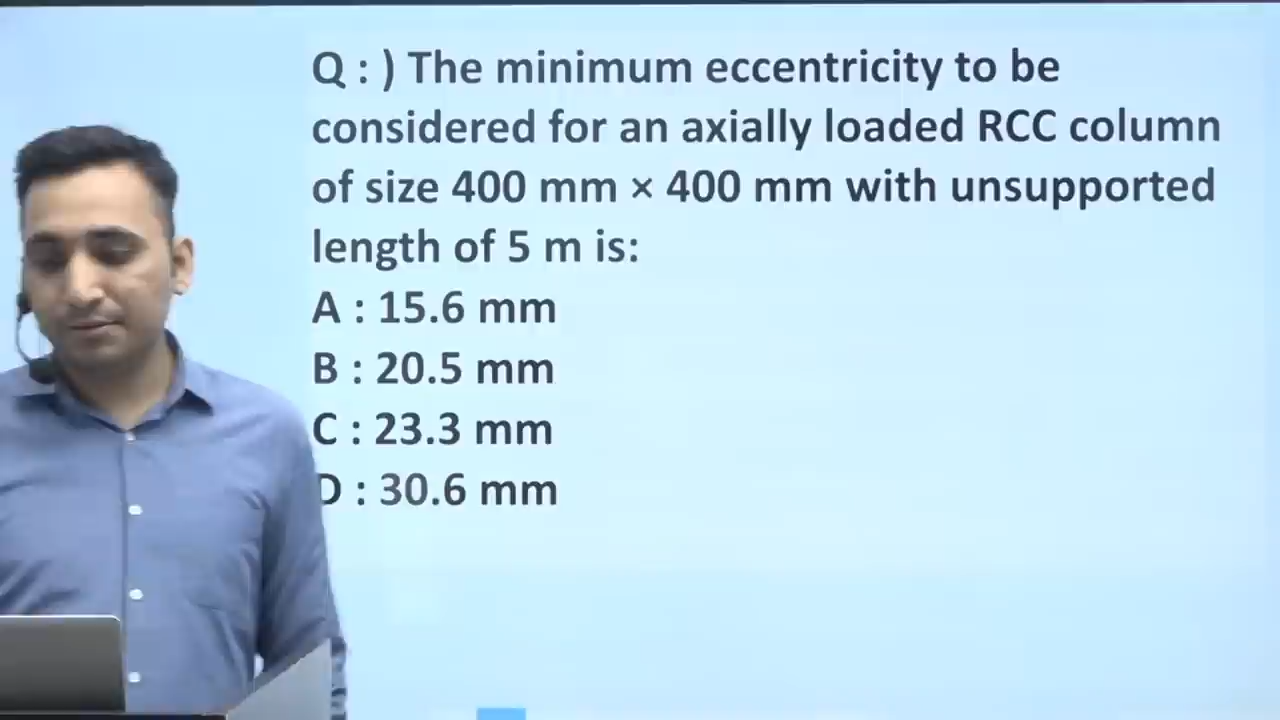 Q : ) The minimum eccentricity to be
considered for an axially loaded RCC column
of size 400 mm × 400 mm with unsupported
length of 5 m is:
A : 15.6 mm
B : 20.5 mm
C : 23.3 mm
D : 30.6 mm